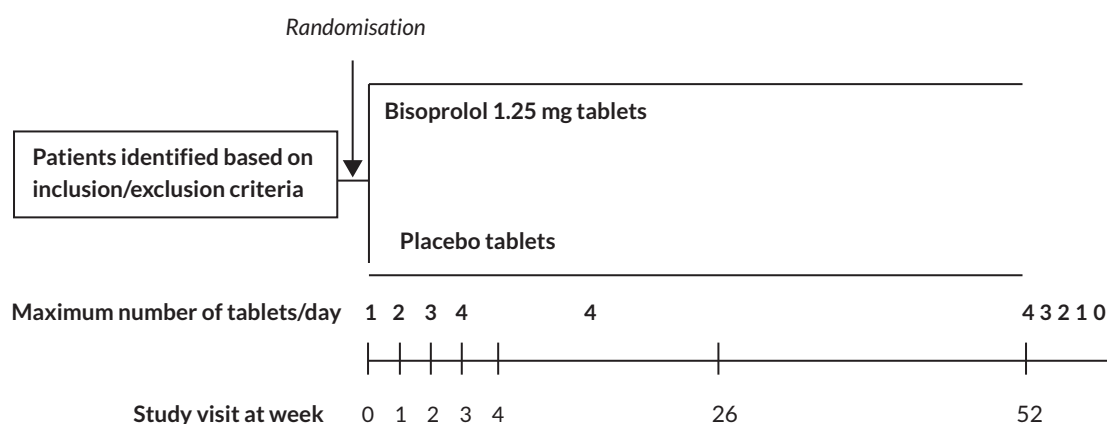 Randomisation
Bisoprolol 1.25 mg tablets
Patients identified based on
inclusion/exclusion criteria
Placebo tablets
Maximum number of tablets/day 1 2 3 4 4 4 3 2 1 0
Study visit at week 0 1 2 3 4 26 52